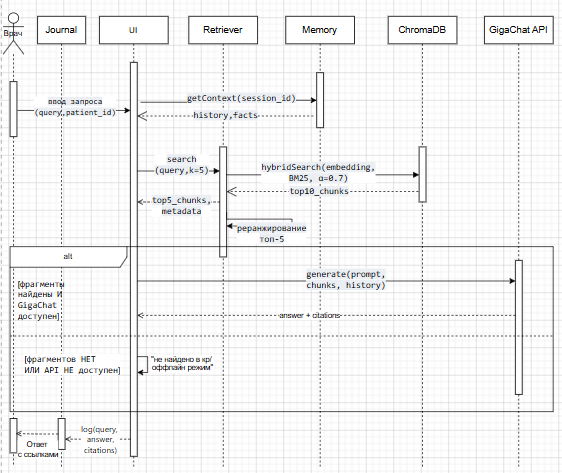 Врач
Journal
UI
Retriever
Memory
ChromaDB
GigaChat API
ввод запроса
(query,patient_id)
getContext(session_id)
history,facts
search
(query,k=5)
hybridSearch(embedding,
BM25, α=0.7)
top10_chunks
top5_chunks,
metadata
реранжирование
топ-5
alt
[фрагменты
найдены И
GigaChat
доступен]
generate(prompt,
chunks, history)
answer + citations
[фрагментов НЕТ
ИЛИ API НЕ доступен]
"не найдено в кр/
оффлайн режим"
log(query,
answer,
citations)
Ответ
с ссылками